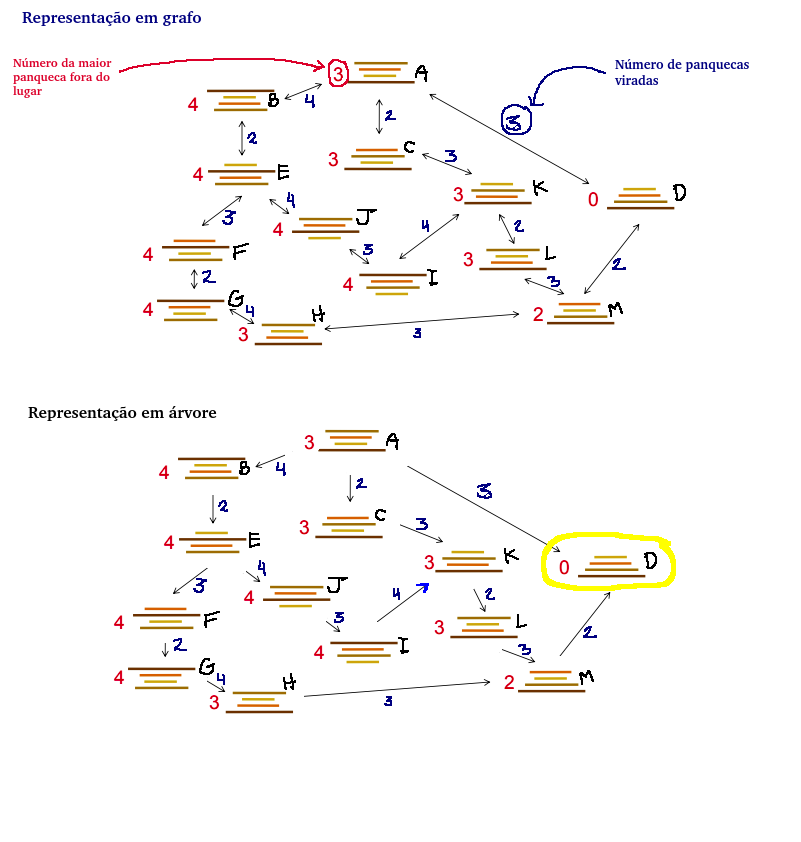 Representação em grafo
Número da maior
panqueca fora do
lugar
Número de panquecas
viradas
3 A
4 B
4
2
2
3
4 E
3 C
3
3 K
0 D
3
4
4 J
4
2
4 F
3
3 L
2
2
4 I
3
4 G
4
3 H
2 M
3
Representação em árvore
3 A
4 B
4
2
3
2
3 C
3
4 E
3 K
0 D
3
4
4 J
4
2
4 F
3
3 L
2
2
4 I
3
4 G
4
3 H
2 M
3